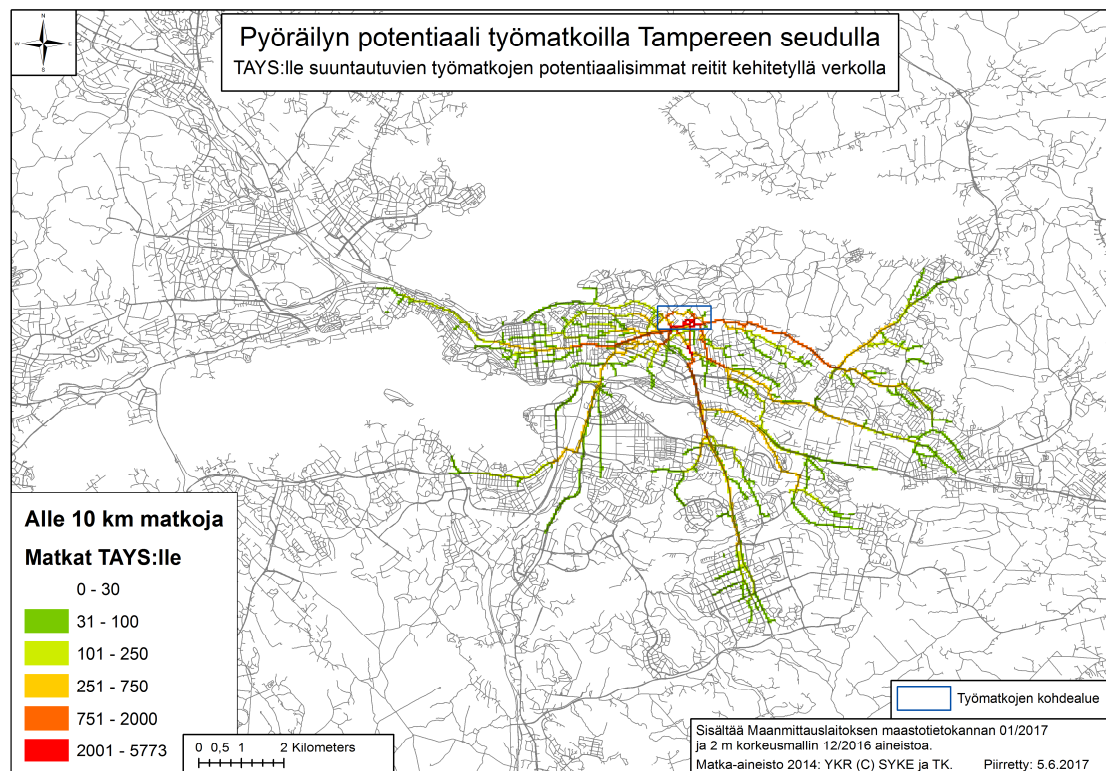 N
W
E
S
Pyöräilyn potentiaali työmatkoilla Tampereen seudulla
TAYS:lle suuntautuvien työmatkojen potentiaalisimmat reitit kehitetyllä verkolla
Alle 10 km matkoja
Matkat TAYS:lle
0 - 30
31 - 100
101 - 250
251 - 750
751 - 2000
2001 - 5773
0 0,5 1 2 Kilometers
Työmatkojen kohdealue
Sisältää Maanmittauslaitoksen maastotietokannan 01/2017
ja 2 m korkeusmallin 12/2016 aineistoa.
Matka-aineisto 2014: YKR (C) SYKE ja TK. Piirretty: 5.6.2017